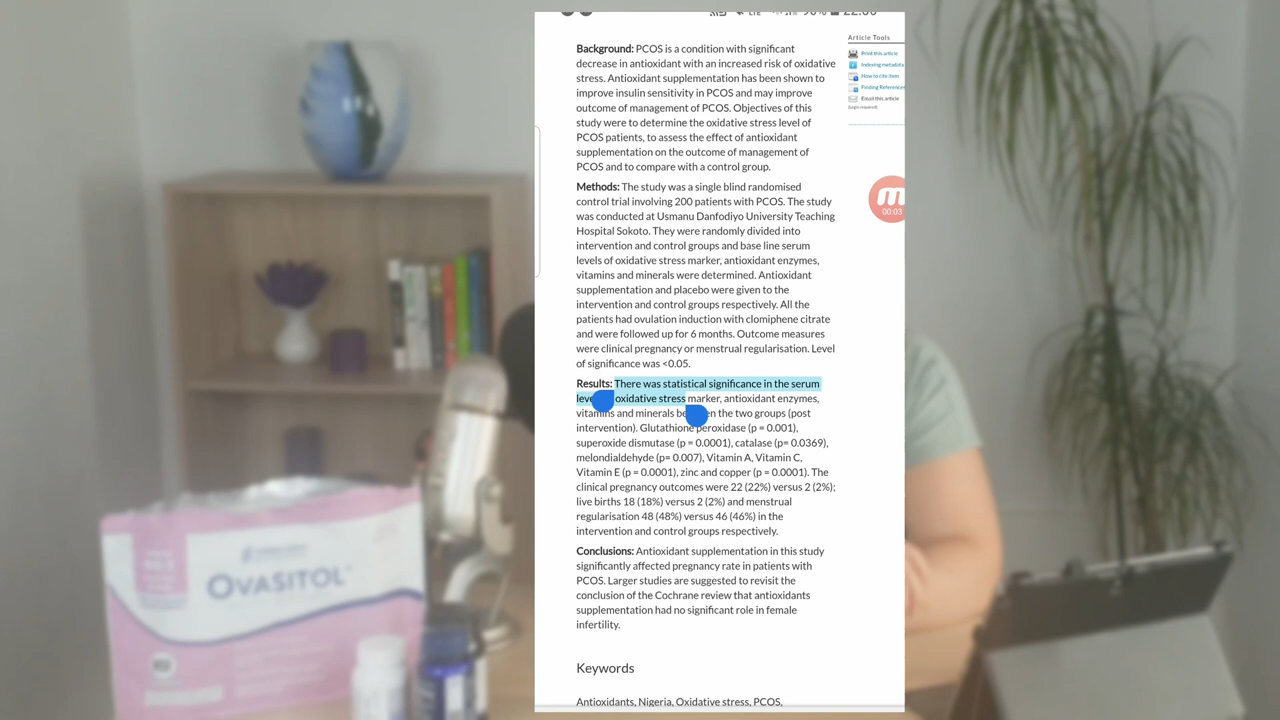 Article Tools
Print this article
Indexing metadata
How to cite item
Finding References
Email this article
(Login required)
Background: PCOS is a condition with significant
decrease in antioxidant with an increased risk of oxidative
stress. Antioxidant supplementation has been shown to
improve insulin sensitivity in PCOS and may improve
outcome of management of PCOS. Objectives of this
study were to determine the oxidative stress level of
PCOS patients, to assess the effect of antioxidant
supplementation on the outcome of management of
PCOS and to compare with a control group.
Methods: The study was a single blind randomised
control trial involving 200 patients with PCOS. The study
was conducted at Usmanu Danfodiyo University Teaching
Hospital Sokoto. They were randomly divided into
intervention and control groups and base line serum
levels of oxidative stress marker, antioxidant enzymes,
vitamins and minerals were determined. Antioxidant
supplementation and placebo were given to the
intervention and control groups respectively. All the
patients had ovulation induction with clomiphene citrate
and were followed up for 6 months. Outcome measures
were clinical pregnancy or menstrual regularisation. Level
of significance was <0.05.
Results: There was statistical significance in the serum
oxidative stress marker, antioxidant enzymes,
vitamins and minerals the two groups (post
intervention). Glutathione peroxidase (p = 0.001),
superoxide dismutase (p = 0.0001), catalase (p= 0.0369),
melondialdehyde (p= 0.007), Vitamin A, Vitamin C,
Vitamin E (p = 0.0001), zinc and copper (p = 0.0001). The
clinical pregnancy outcomes were 22 (22%) versus 2 (2%);
live births 18 (18%) versus 2 (2%) and menstrual
regularisation 48 (48%) versus 46 (46%) in the
intervention and control groups respectively.
Conclusions: Antioxidant supplementation in this study
significantly affected pregnancy rate in patients with
PCOS. Larger studies are suggested to revisit the
conclusion of the Cochrane review that antioxidants
supplementation had no significant role in female
infertility.
Keywords
Antioxidants, Nigeria, Oxidative stress, PCOS,
00:03
OVASITOL